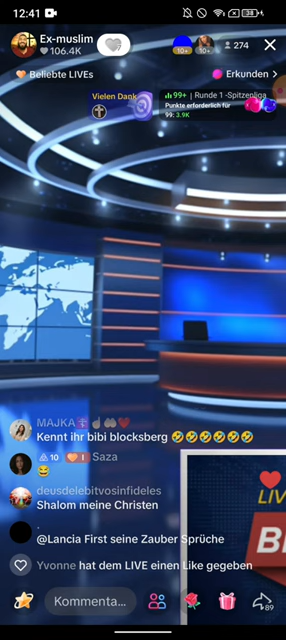 12:41
38
Ex-muslim
106.4K
10+
10+
274
Beliebte LIVEs
Erkunden >
Vielen Dank
99+ | Runde 1 -Spitzenliga
Punkte erforderlich für
99: 3.9K
MAJKA
Kennt ihr bibi blocksberg 🤣🤣🤣🤣🤣🤣
10 I Saza
😂
deusdelebitvosinfideles
Shalom meine Christen
.
@Lancia First seine Zauber Sprüche
Yvonne hat dem LIVE einen Like gegeben
LIV
B
Kommenta...
89